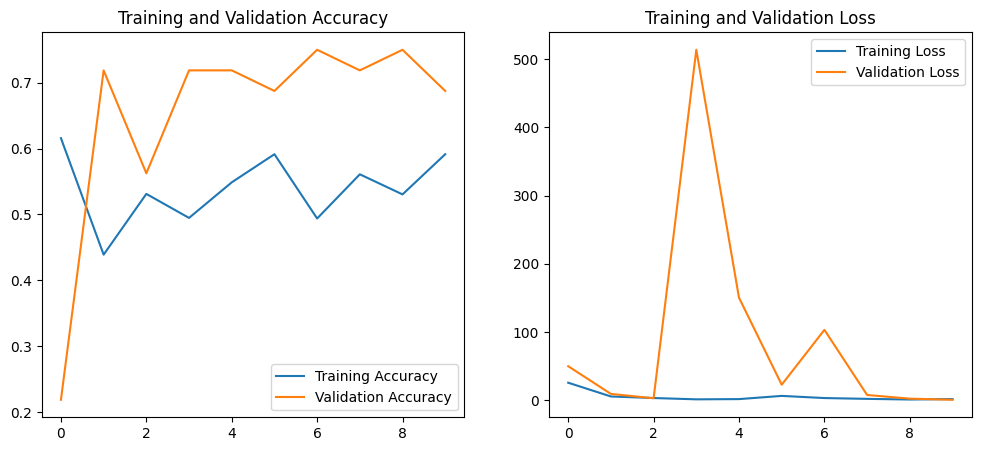 Training and Validation Accuracy
0.7
0.6
0.5
0.4
0.3
0.2
0 2 4 6 8
Training Accuracy
Validation Accuracy
Training and Validation Loss
500
400
300
200
100
0
0 2 4 6 8
Training Loss
Validation Loss